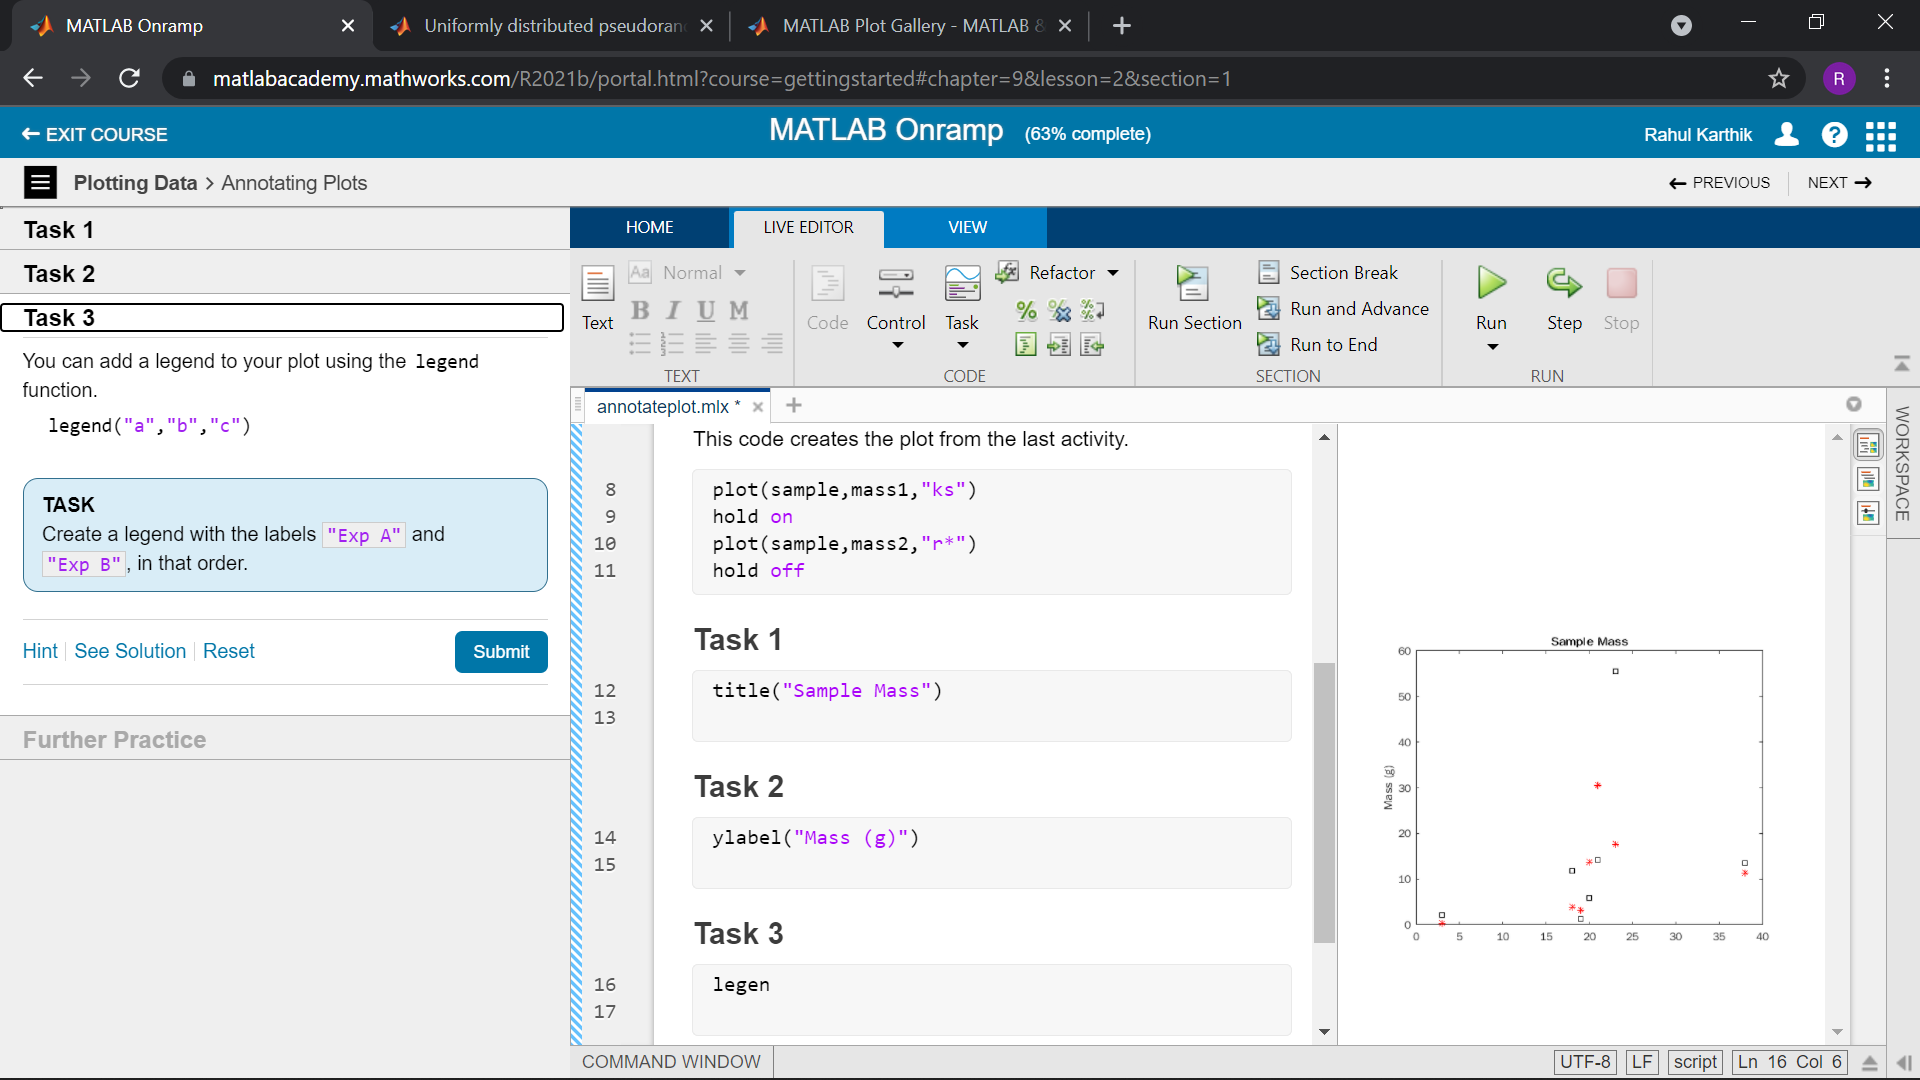 MATLAB Onramp
Uniformly distributed pseudoran
MATLAB Plot Gallery - MATLAB &
matlabacademy.mathworks.com/R2021b/portal.html?course=gettingstarted#chapter=9&lesson=2&section=1
R
EXIT COURSE
MATLAB Onramp (63% complete)
Rahul Karthik
Plotting Data > Annotating Plots
PREVIOUS
NEXT
Task 1
Task 2
Task 3
You can add a legend to your plot using the legend
function.
legend("a","b","c")
TASK
Create a legend with the labels "Exp A" and
"Exp B", in that order.
Hint
See Solution
Reset
Submit
Further Practice
HOME
LIVE EDITOR
VIEW
Text
Aa Normal
B I U M
TEXT
Code
Control
Task
Refactor
CODE
Run Section
Section Break
Run and Advance
Run to End
SECTION
Run
Step
Stop
RUN
annotateplot.mlx *
WORKSPACE
This code creates the plot from the last activity.
8 plot(sample,mass1,"ks")
9 hold on
10 plot(sample,mass2,"r*")
11 hold off
Task 1
12 title("Sample Mass")
13
Task 2
14 ylabel("Mass (g)")
15
Task 3
16 legen
17
Sample Mass
Mass (g)
60
50
40
30
20
10
0
0 5 10 15 20 25 30 35 40
COMMAND WINDOW
UTF-8
LF
script
Ln 16 Col 6